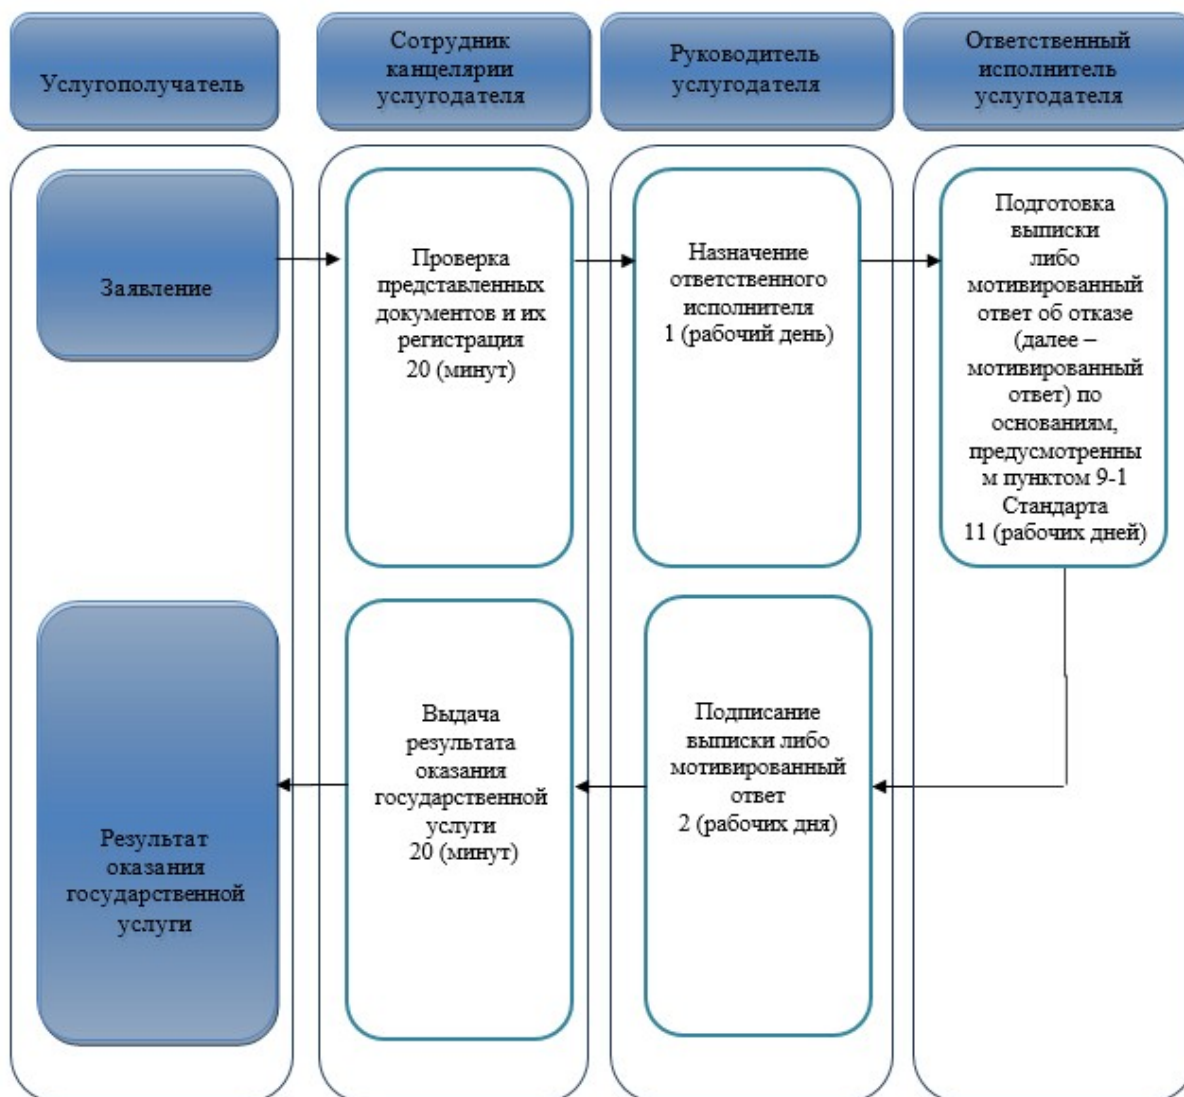 Услугополучатель
Сотрудник
канцелярии
услугодателя
Руководитель
услугодателя
Ответственный
исполнитель
услугодателя
Заявление
Проверка
представленных
документов и их
регистрация
20 (минут)
Назначение
ответственного
исполнителя
1 (рабочий день)
Подготовка
выписки
либо
мотивированный
ответ об отказе
(далее –
мотивированный
ответ) по
основаниям,
предусмотренны
м пунктом 9-1
Стандарта
11 (рабочих дней)
Результат
оказания
государственной
услуги
Выдача
результата
оказания
государственной
услуги
20 (минут)
Подписание
выписки либо
мотивированный
ответ
2 (рабочих дня)